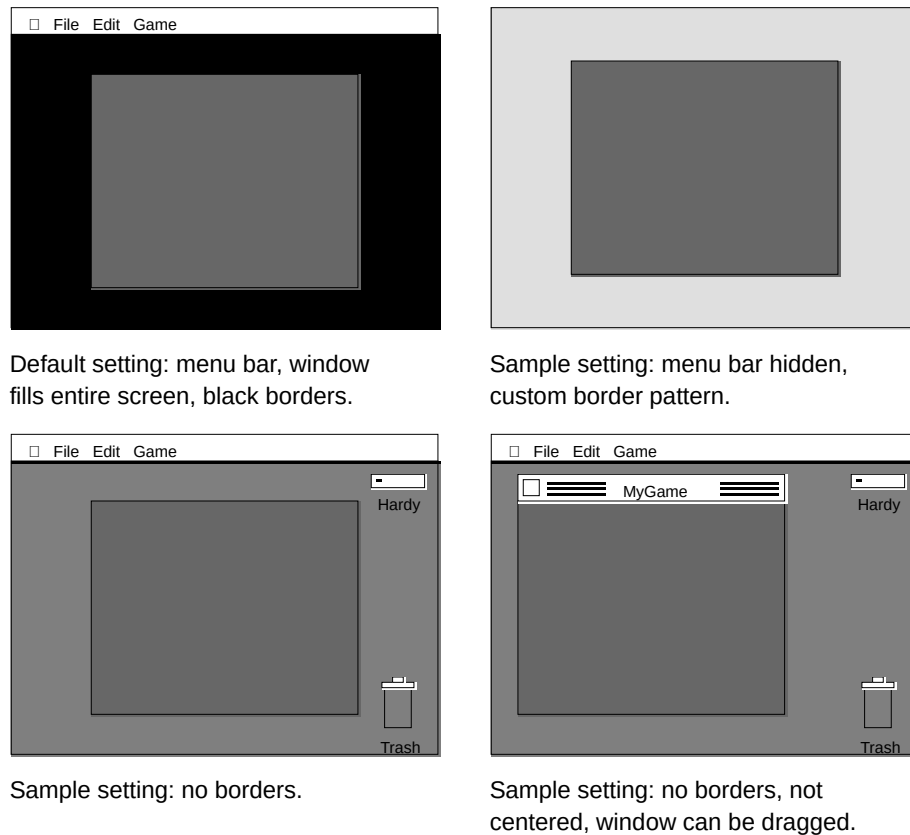 File Edit Game
Default setting: menu bar, window
fills entire screen, black borders.
Sample setting: menu bar hidden,
custom border pattern.
File Edit Game
Hardy
Trash
Sample setting: no borders.
File Edit Game
MyGame
Hardy
Trash
Sample setting: no borders, not
centered, window can be dragged.